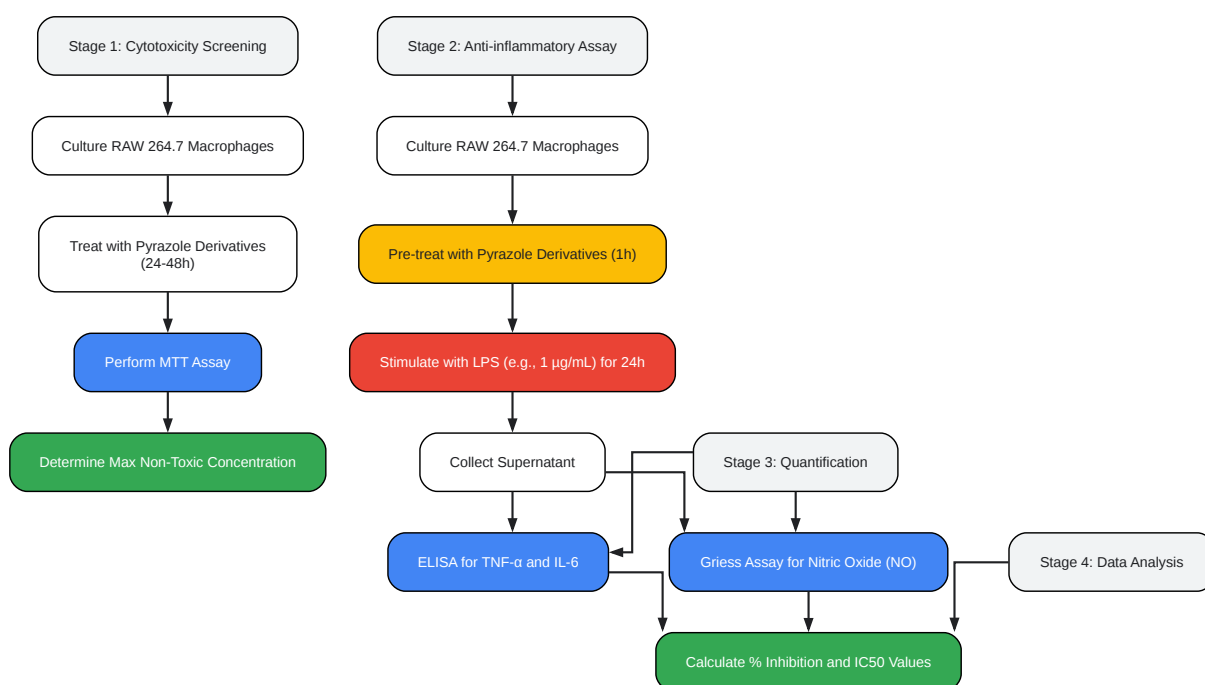 Stage 1: Cytotoxicity Screening
Culture RAW 264.7 Macrophages
Treat with Pyrazole Derivatives
(24-48h)
Perform MTT Assay
Determine Max Non-Toxic Concentration
Stage 2: Anti-inflammatory Assay
Culture RAW 264.7 Macrophages
Pre-treat with Pyrazole Derivatives (1h)
Stimulate with LPS (e.g., 1 µg/mL) for 24h
Collect Supernatant
Stage 3: Quantification
ELISA for TNF-α and IL-6
Griess Assay for Nitric Oxide (NO)
Stage 4: Data Analysis
Calculate % Inhibition and IC50 Values